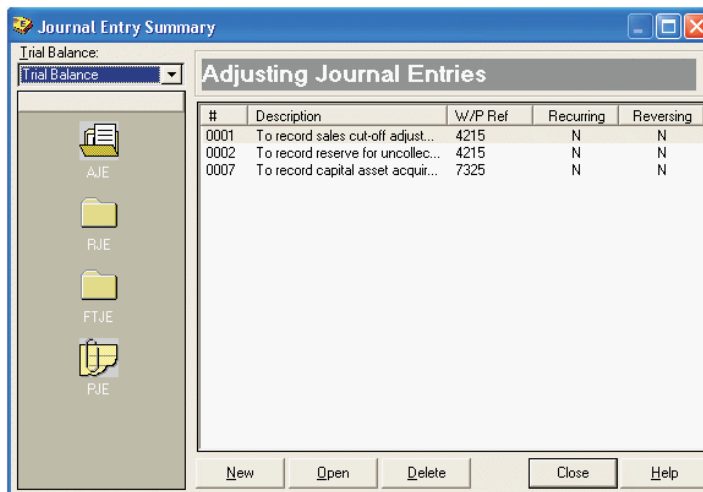 Journal Entry Summary
Trial Balance:
Trial Balance
Adjusting Journal Entries
# Description W/P Ref Recurring Reversing
0001 To record sales cut-off adjust... 4215 N N
0002 To record reserve for uncollec... 4215 N N
0007 To record capital asset acquir... 7325 N N
AJE
RJE
FTJE
PJE
New Open Delete Close Help